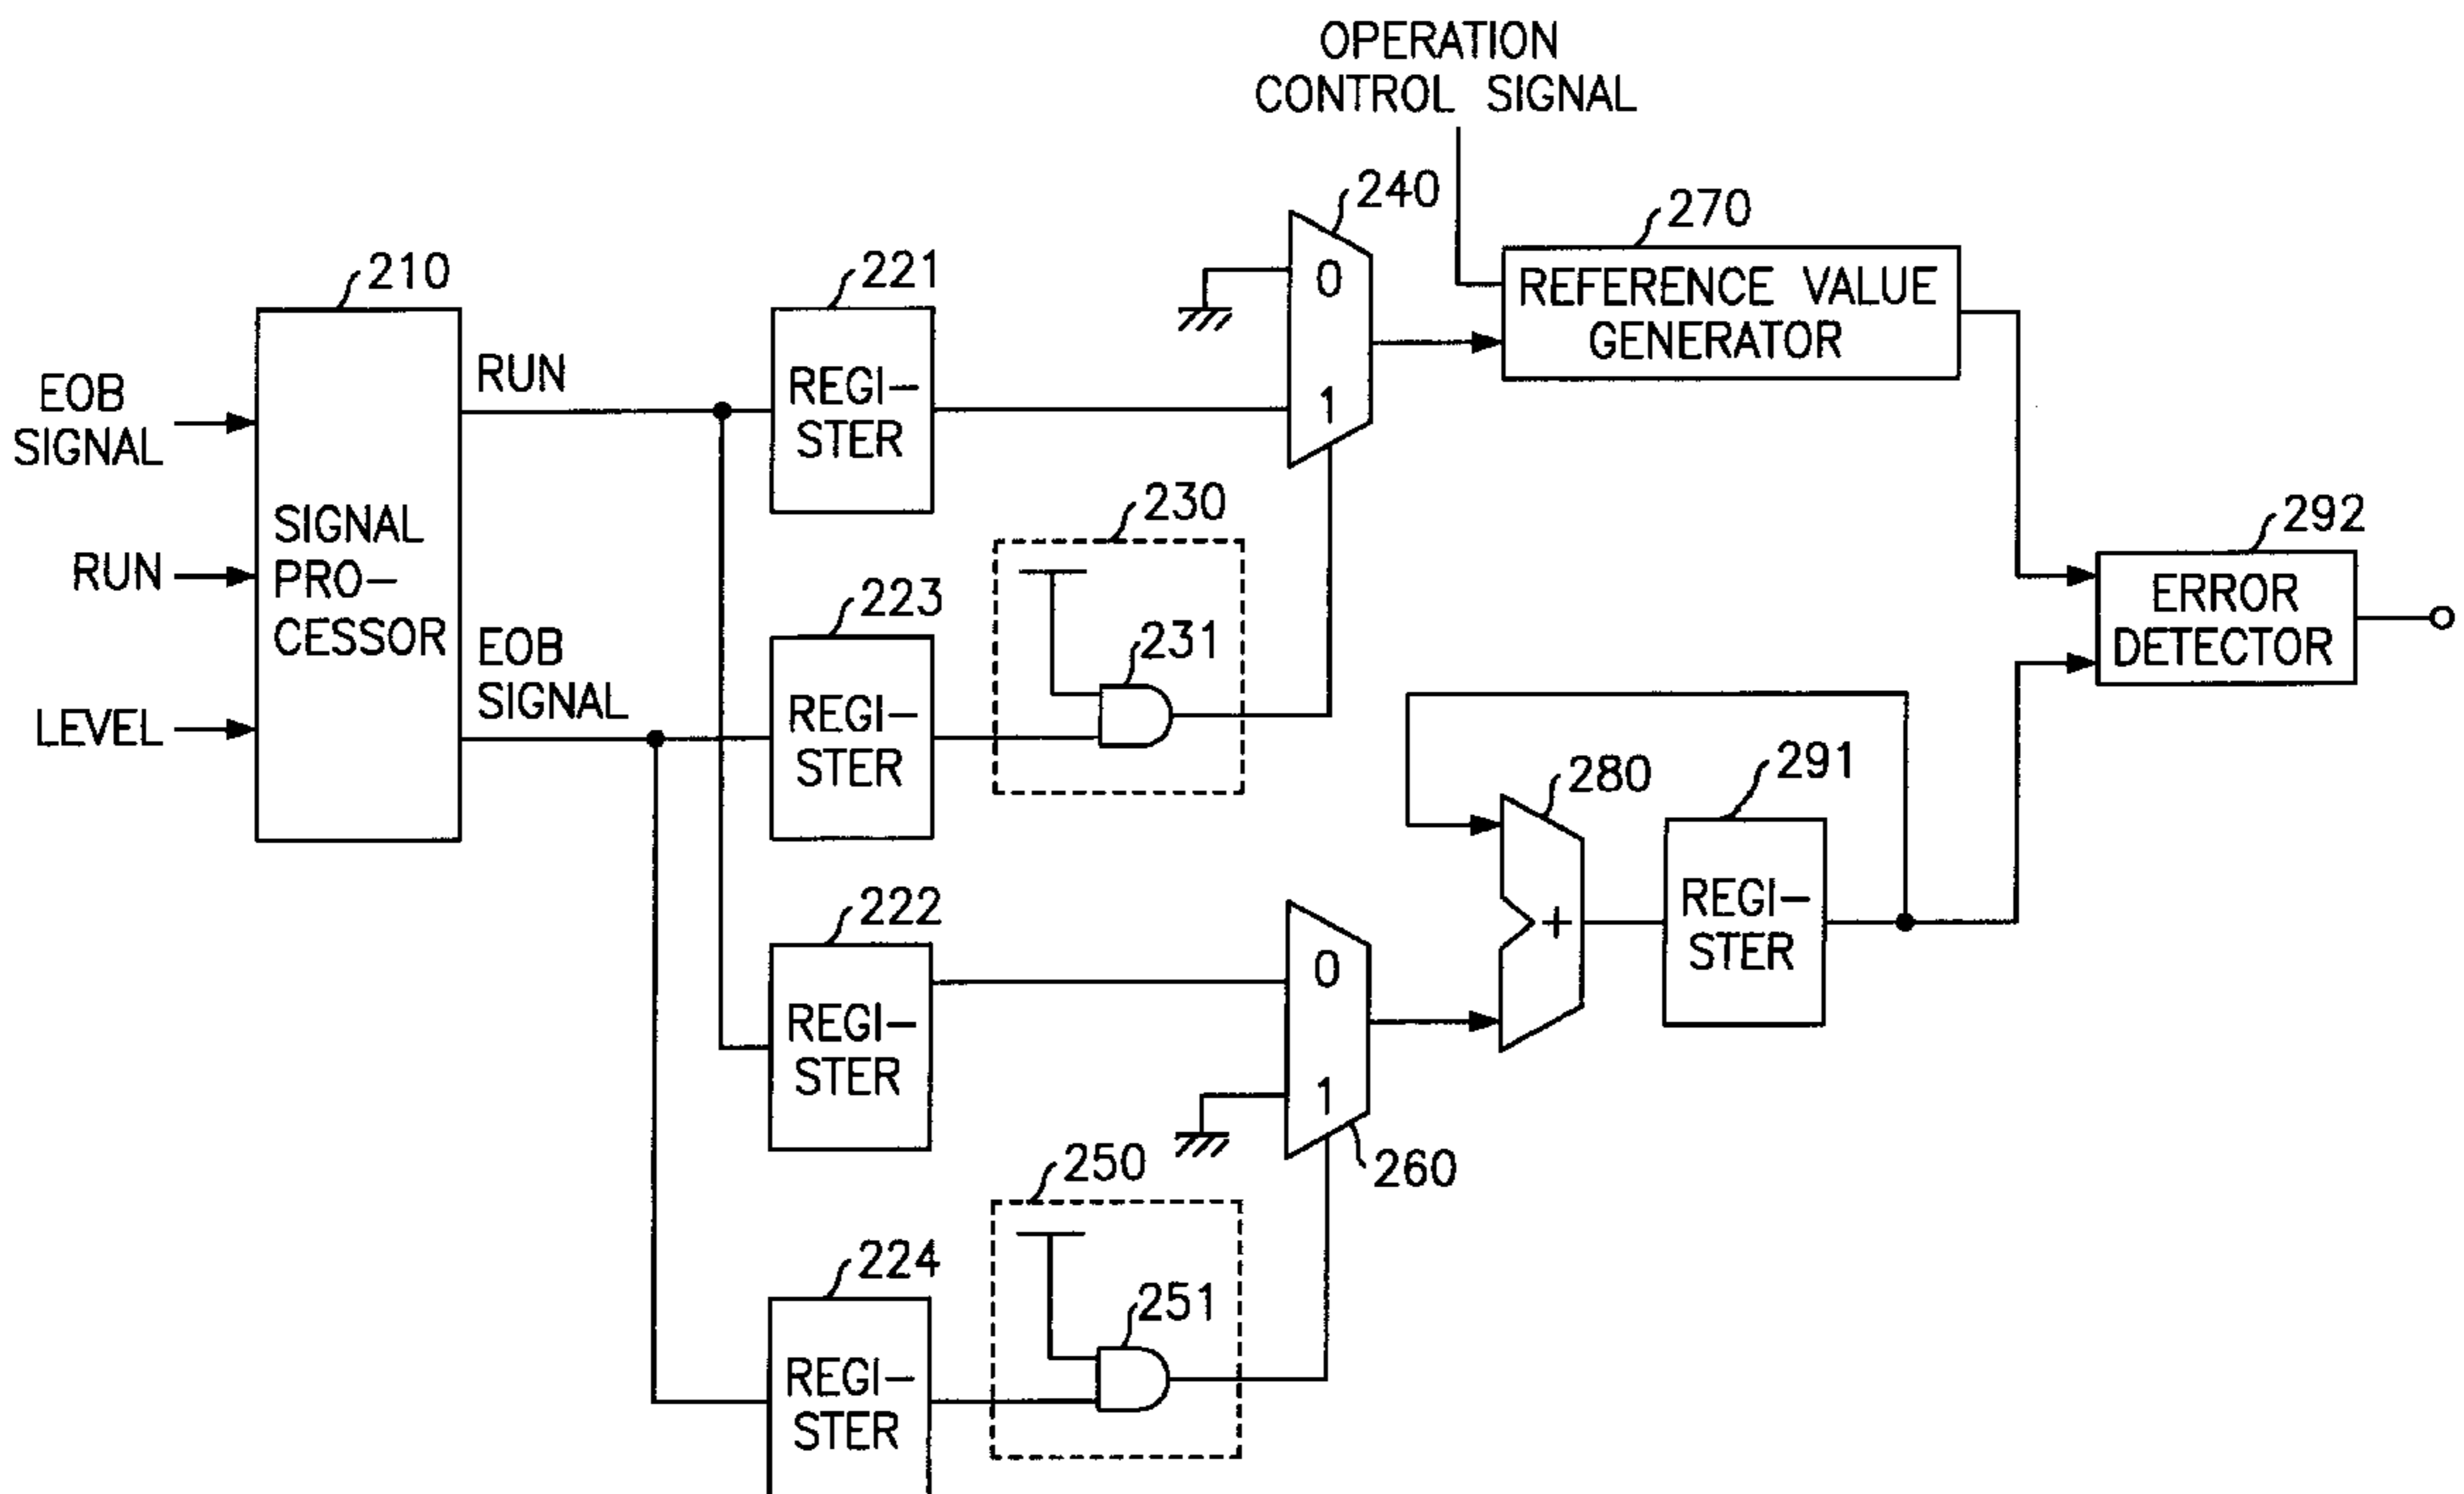 OPERATION
CONTROL SIGNAL
240
270
210
221
REFERENCE VALUE
GENERATOR
0
1
EOB
SIGNAL
RUN
REGI-
STER
230
292
SIGNAL
PRO-
CESSOR
RUN
223
231
ERROR
DETECTOR
EOB
SIGNAL
LEVEL
REGI-
STER
280
291
222
REGI-
STER
+
0
1
REGI-
STER
250
260
224
251
REGI-
STER